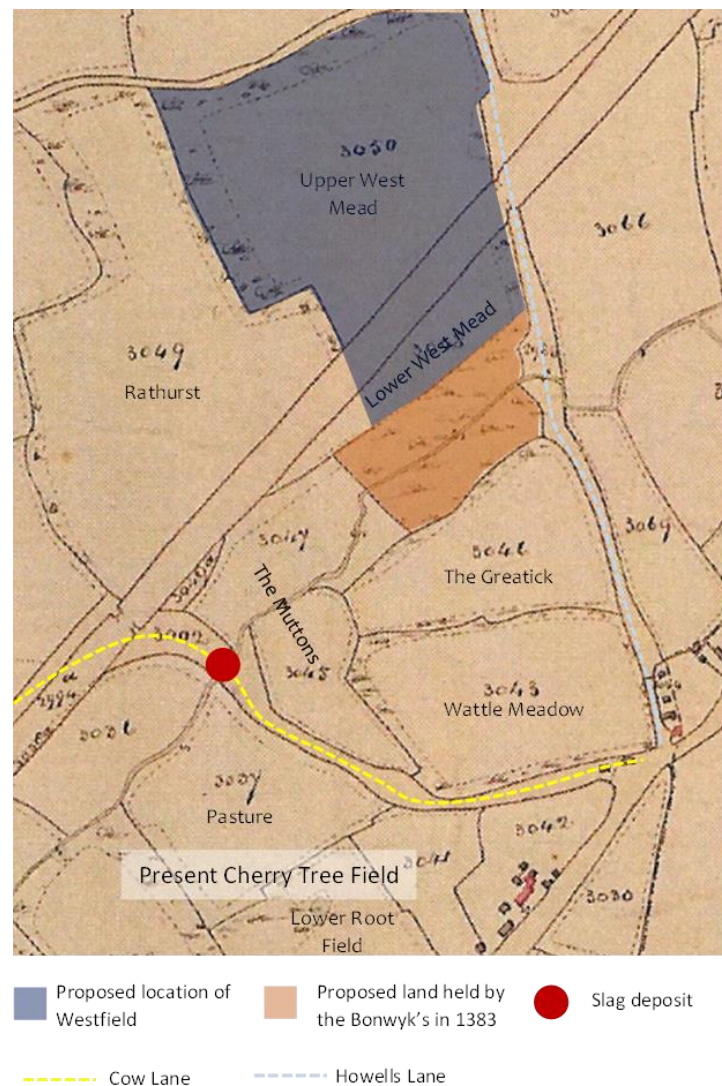 3050
Upper West
Mead
3066
Lower West Mead
3049
Rathurst
3047
3046
The Greatick
3069
The Muttons
3045
3043
Wattle Meadow
3036
3037
Pasture
3042
3041
3030
Present Cherry Tree Field
Lower Root
Field
Proposed location of
Westfield
Proposed land held by
the Bonwyk's in 1383
Slag deposit
Cow Lane
Howells Lane